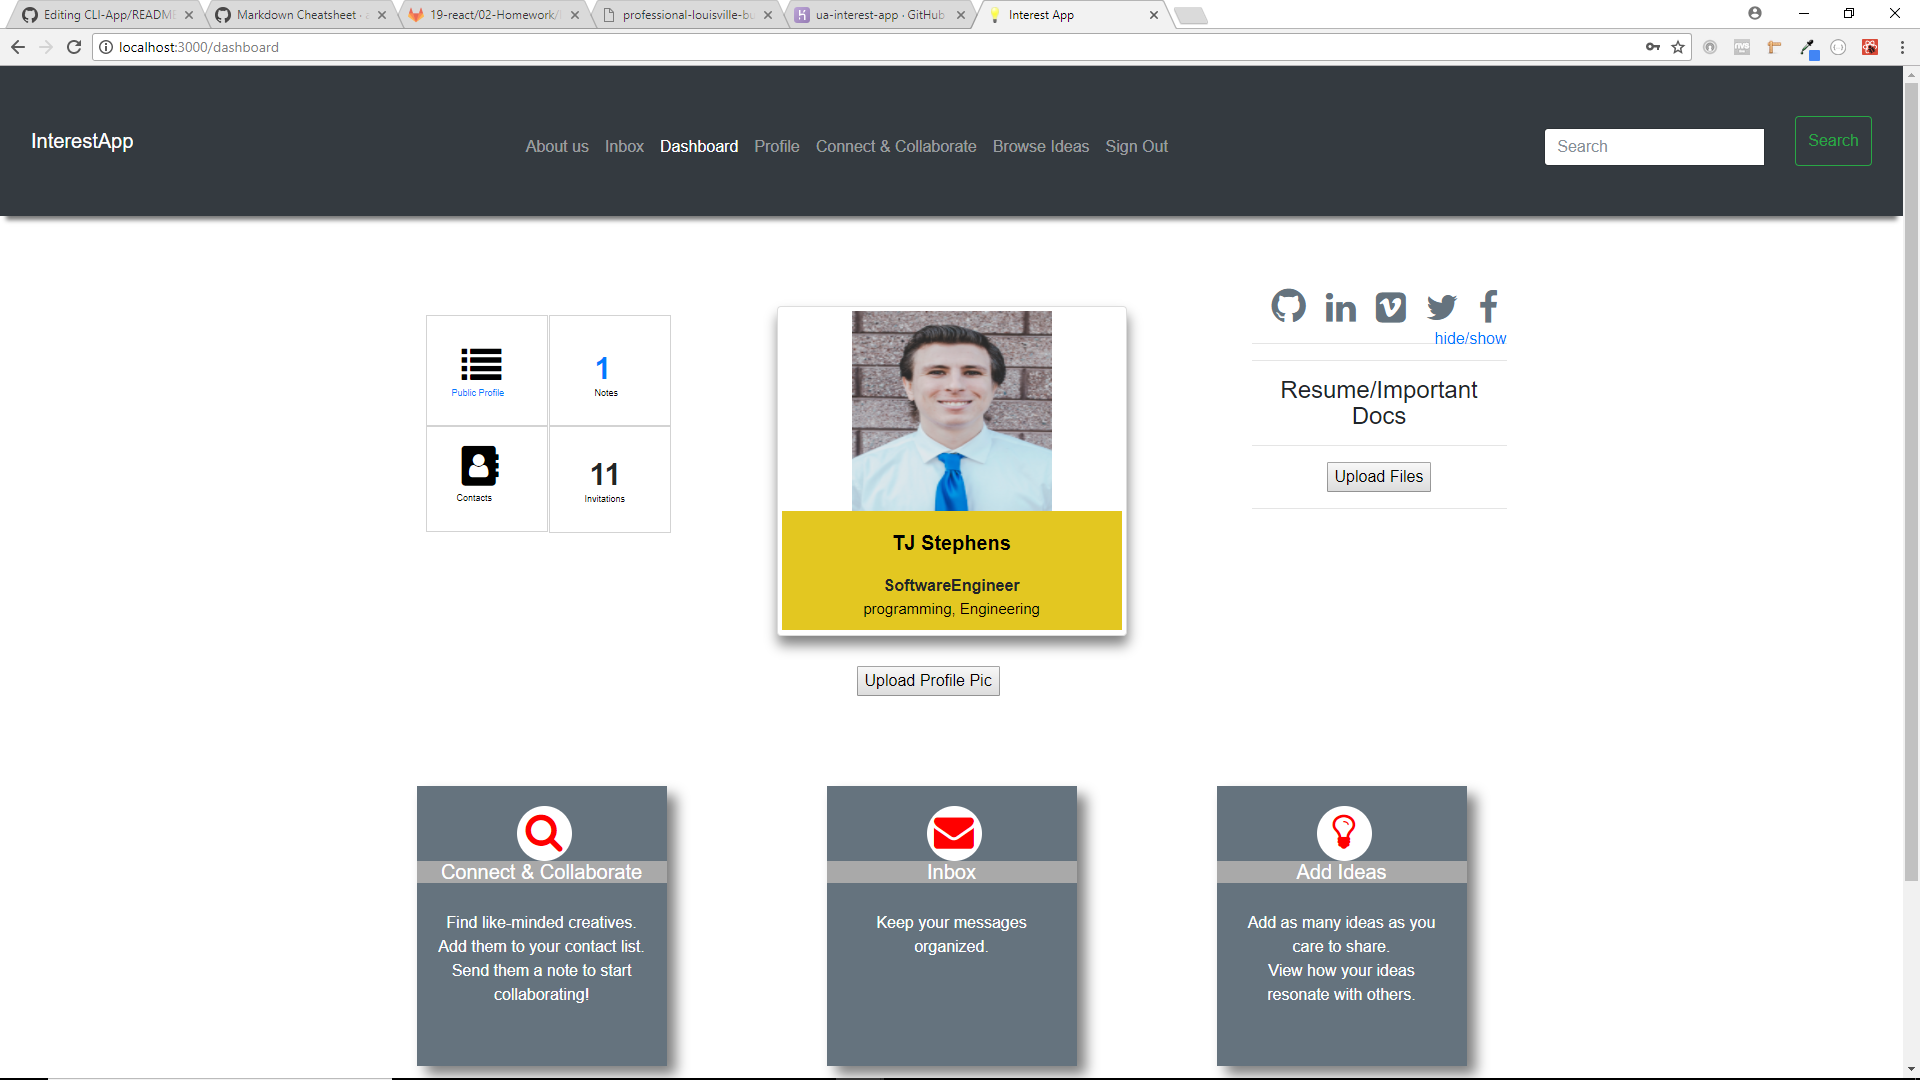 Editing CLI-App/README
Markdown Cheatsheet
19-react/02-Homework/
professional-louisville-bu
ua-interest-app · GitHub
Interest App
localhost:3000/dashboard
InterestApp
About us
Inbox
Dashboard
Profile
Connect & Collaborate
Browse Ideas
Sign Out
Search
Search
Public Profile
1
Notes
Contacts
11
Invitations
TJ Stephens
SoftwareEngineer
programming, Engineering
Upload Profile Pic
hide/show
Resume/Important
Docs
Upload Files
Connect & Collaborate
Find like-minded creatives.
Add them to your contact list.
Send them a note to start
collaborating!
Inbox
Keep your messages
organized.
Add Ideas
Add as many ideas as you
care to share.
View how your ideas
resonate with others.